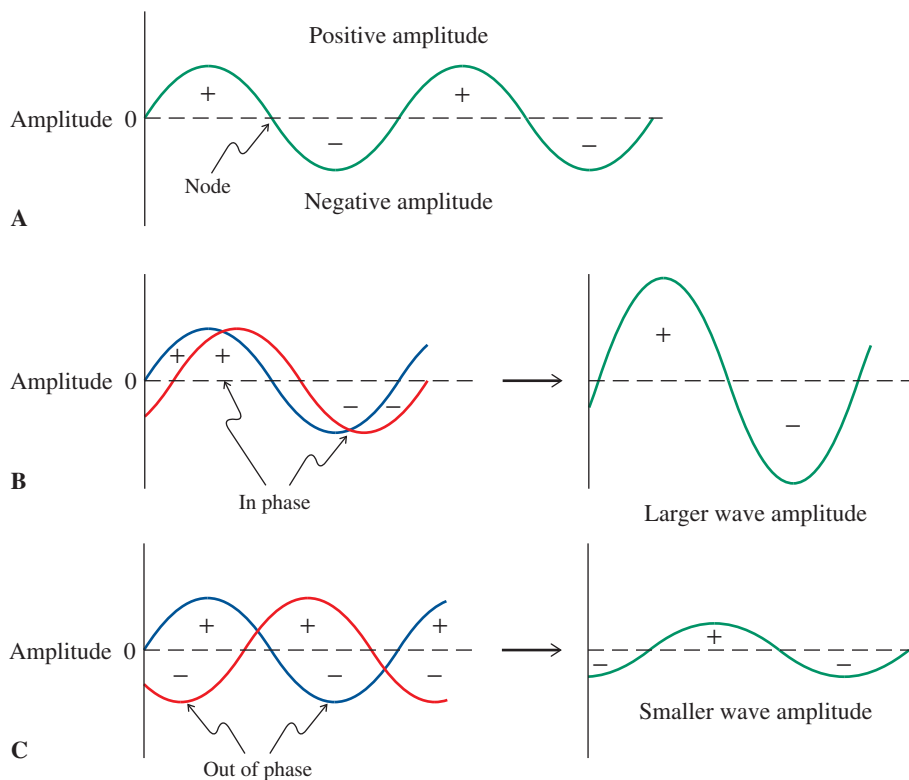 Positive amplitude
+ +
Amplitude 0
− −
Node
Negative amplitude
A
+ + +
Amplitude 0
− − −
In phase
B
Larger wave amplitude
+ + + +
Amplitude 0
− − − − −
Smaller wave amplitude
Out of phase
C